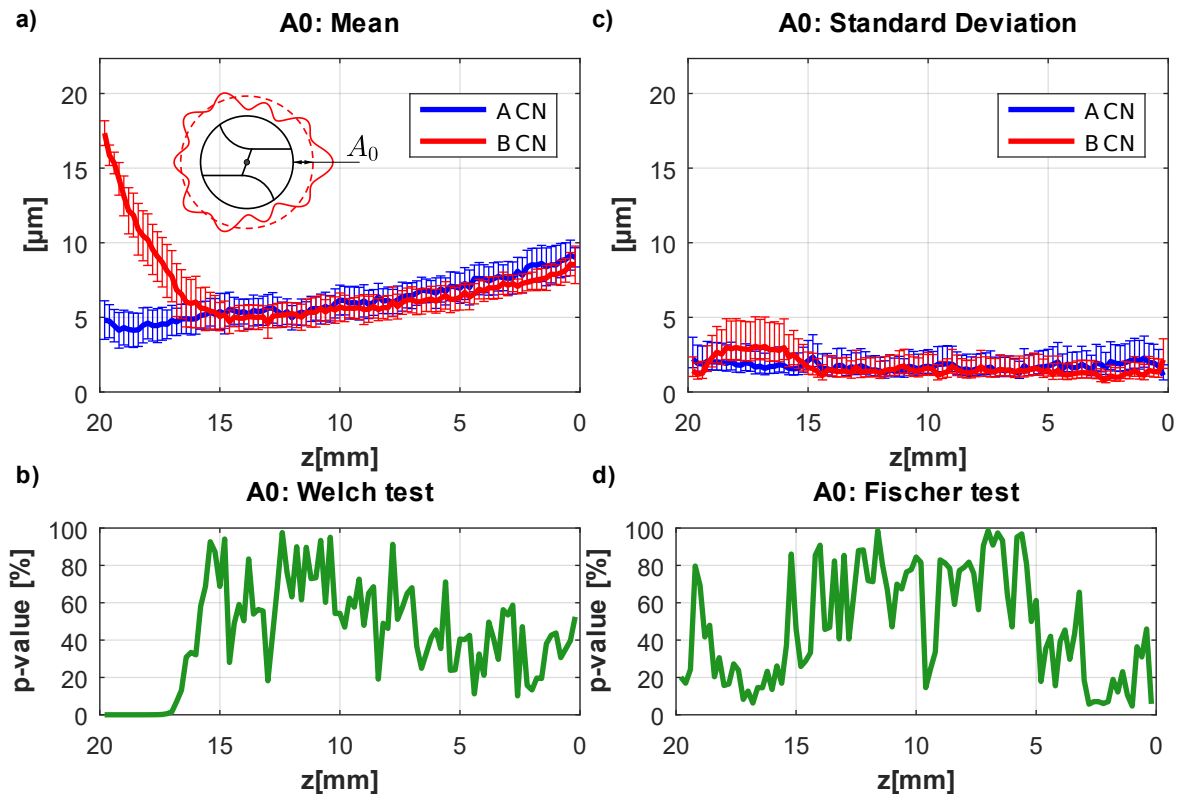 a)
A0: Mean
20
15
10
5
0
[µm]
A CN
B CN
A0
20
15
10
5
0
z[mm]
c)
A0: Standard Deviation
20
15
10
5
0
[µm]
A CN
B CN
20
15
10
5
0
z[mm]
b)
A0: Welch test
100
80
60
40
20
0
p-value [%]
20
15
10
5
0
z[mm]
d)
A0: Fischer test
100
80
60
40
20
0
p-value [%]
20
15
10
5
0
z[mm]